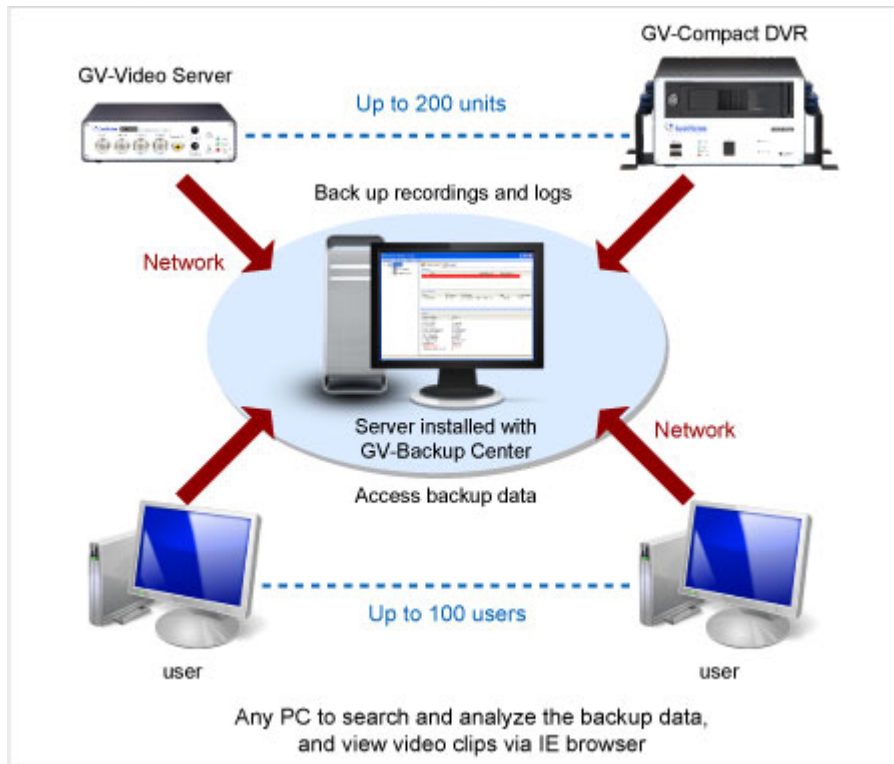 GV-Compact DVR
GV-Video Server
Up to 200 units
Back up recordings and logs
Network
Server installed with
GV-Backup Center
Network
Access backup data
Up to 100 users
user
user
Any PC to search and analyze the backup data,
and view video clips via IE browser